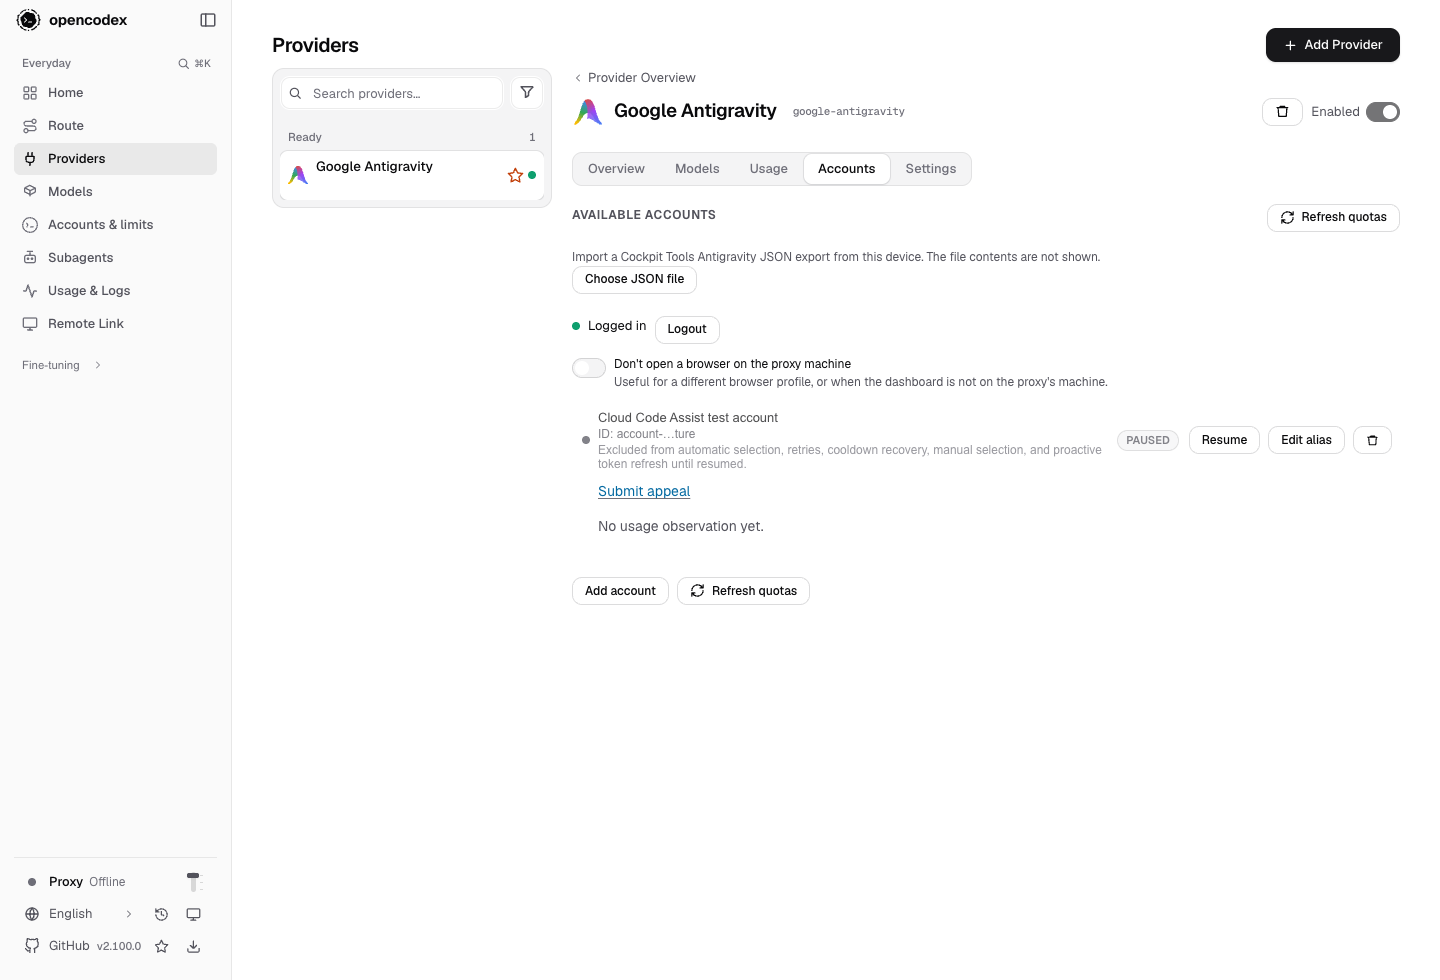 opencodex
Everyday
⌘K
Home
Route
Providers
Models
Accounts & limits
Subagents
Usage & Logs
Remote Link
Fine-tuning
Proxy Offline
English
GitHub v2.100.0
Providers
Add Provider
Search providers…
Ready 1
Google Antigravity
Provider Overview
Google Antigravity google-antigravity
Enabled
Overview Models Usage Accounts Settings
AVAILABLE ACCOUNTS
Refresh quotas
Import a Cockpit Tools Antigravity JSON export from this device. The file contents are not shown.
Choose JSON file
Logged in Logout
Don't open a browser on the proxy machine
Useful for a different browser profile, or when the dashboard is not on the proxy's machine.
Cloud Code Assist test account
ID: account-…ture
Excluded from automatic selection, retries, cooldown recovery, manual selection, and proactive
token refresh until resumed.
PAUSED Resume Edit alias
Submit appeal
No usage observation yet.
Add account Refresh quotas